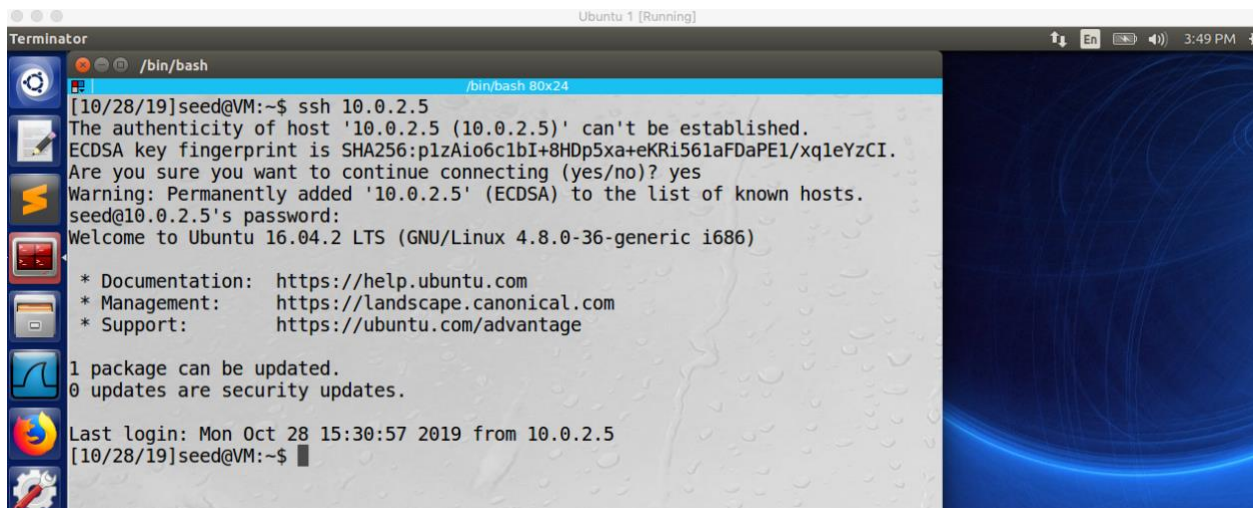 Ubuntu 1 [Running]
Terminator
En
3:49 PM
/bin/bash
/bin/bash 80x24
[10/28/19]seed@VM:~$ ssh 10.0.2.5
The authenticity of host '10.0.2.5 (10.0.2.5)' can't be established.
ECDSA key fingerprint is SHA256:p1zAio6c1bI+8HDp5xa+eKRi561aFDaPE1/xq1eYzCI.
Are you sure you want to continue connecting (yes/no)? yes
Warning: Permanently added '10.0.2.5' (ECDSA) to the list of known hosts.
seed@10.0.2.5's password:
Welcome to Ubuntu 16.04.2 LTS (GNU/Linux 4.8.0-36-generic i686)
* Documentation:  https://help.ubuntu.com
* Management:     https://landscape.canonical.com
* Support:        https://ubuntu.com/advantage
1 package can be updated.
0 updates are security updates.
Last login: Mon Oct 28 15:30:57 2019 from 10.0.2.5
[10/28/19]seed@VM:~$